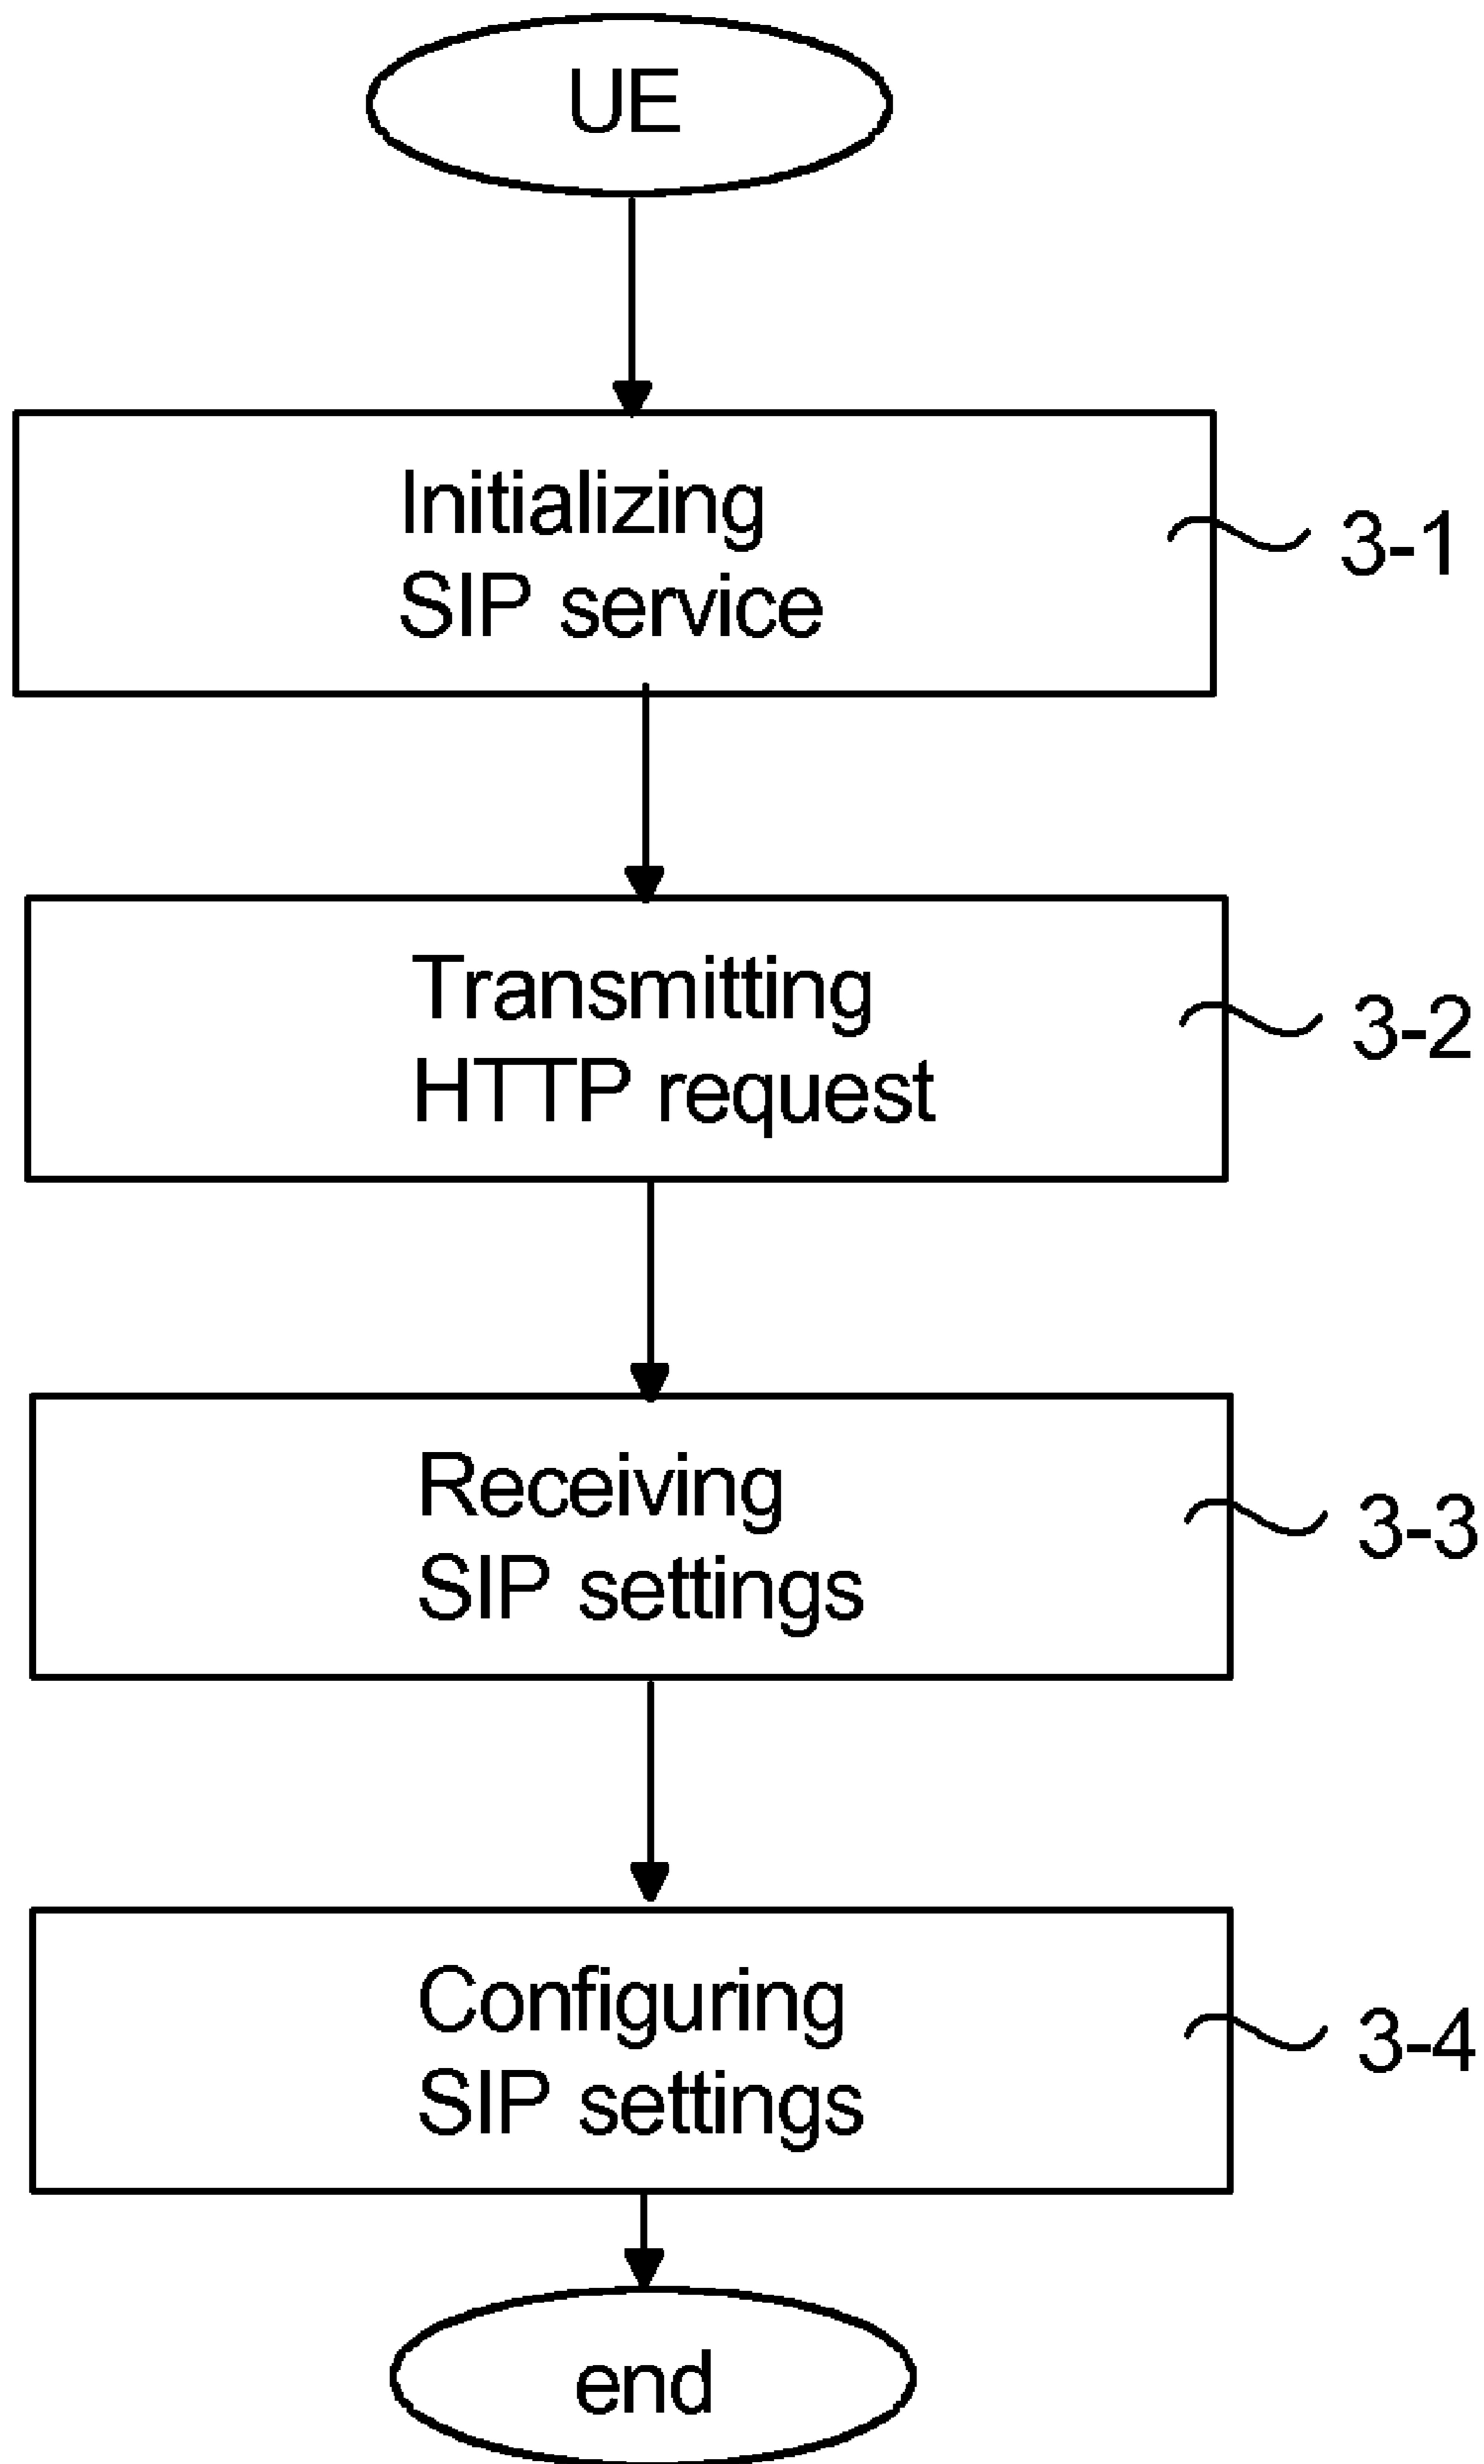 UE
Initializing
SIP service
3-1
Transmitting
HTTP request
3-2
Receiving
SIP settings
3-3
Configuring
SIP settings
3-4
end